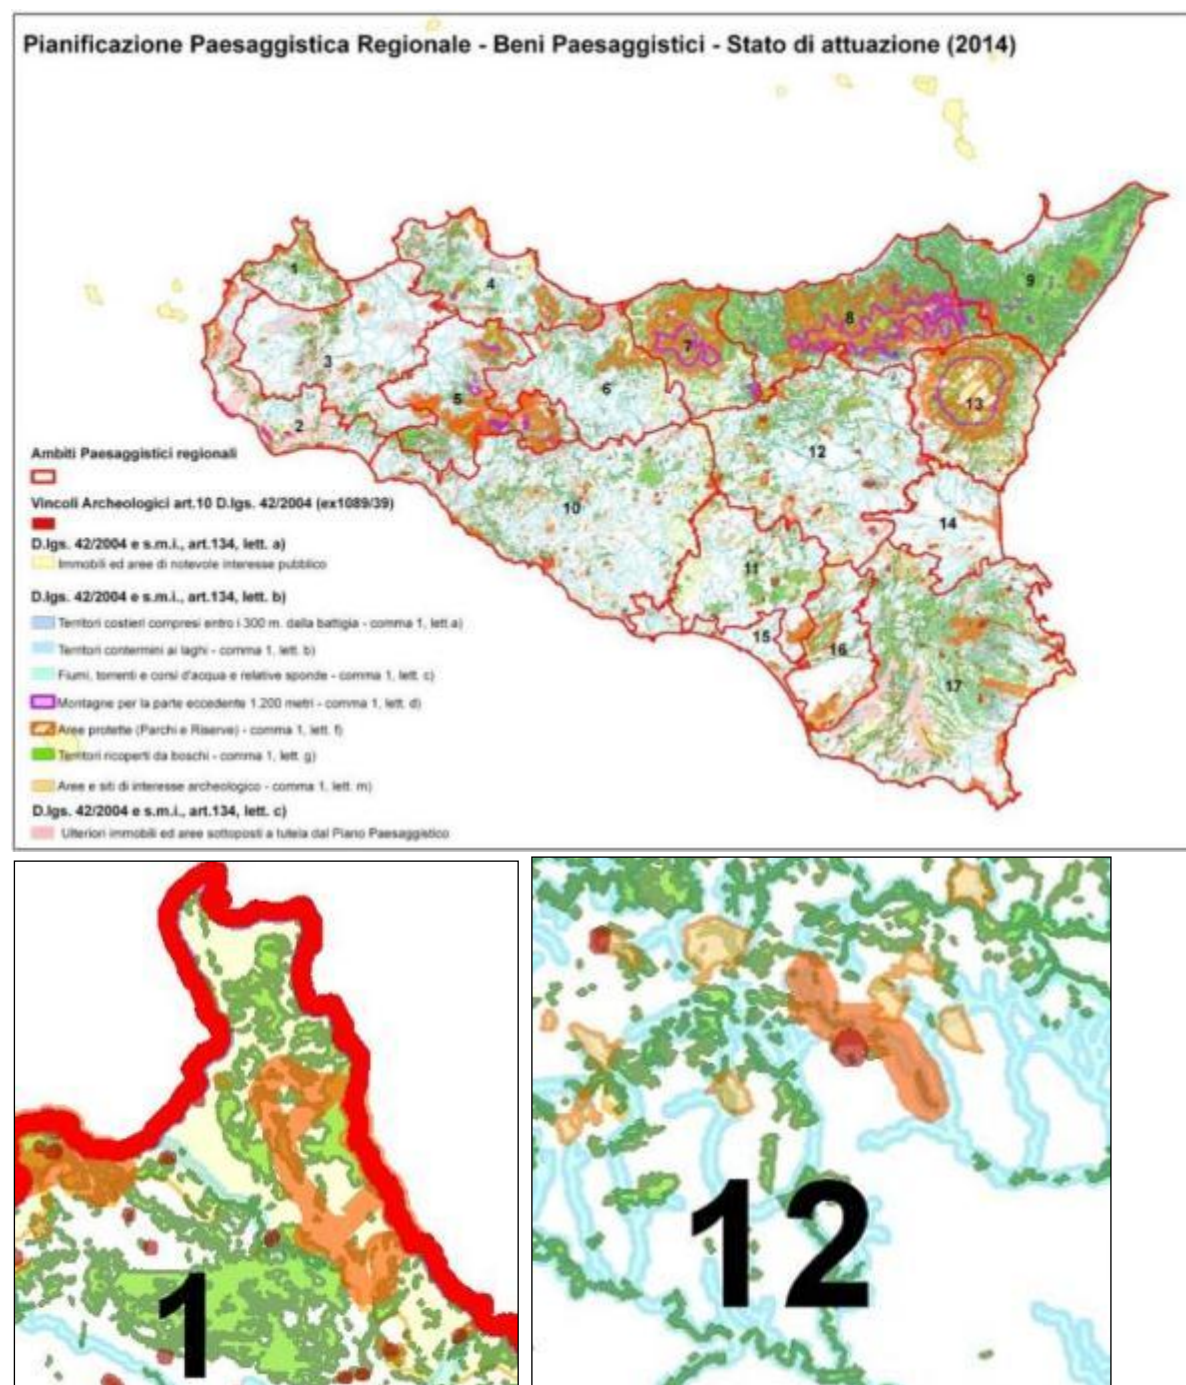 Pianificazione Paesaggistica Regionale - Beni Paesaggistici - Stato di attuazione (2014)
1
4
9
8
7
3
6
5
13
2
12
10
14
11
15
16
17
Ambiti Paesaggistici regionali
Vincoli Archeologici art.10 D.lgs. 42/2004 (ex1089/39)
D.lgs. 42/2004 e s.m.i., art.134, lett. a)
Immobili ed aree di notevole interesse pubblico
D.lgs. 42/2004 e s.m.i., art.134, lett. b)
Territori costieri compresi entro i 300 m. dalla battigia - comma 1, lett.a)
Territori contermini ai laghi - comma 1, lett. b)
Fiumi, torrenti e corsi d'acqua e relative sponde - comma 1, lett. c)
Montagne per la parte eccedente 1.200 metri - comma 1, lett. d)
Aree protette (Parchi e Riserve) - comma 1, lett. f)
Territori ricoperti da boschi - comma 1, lett. g)
Aree e siti di interesse archeologico - comma 1, lett. m)
D.lgs. 42/2004 e s.m.i., art.134, lett. c)
Ulteriori immobili ed aree sottoposti a tutela dal Piano Paesaggistico
1
12